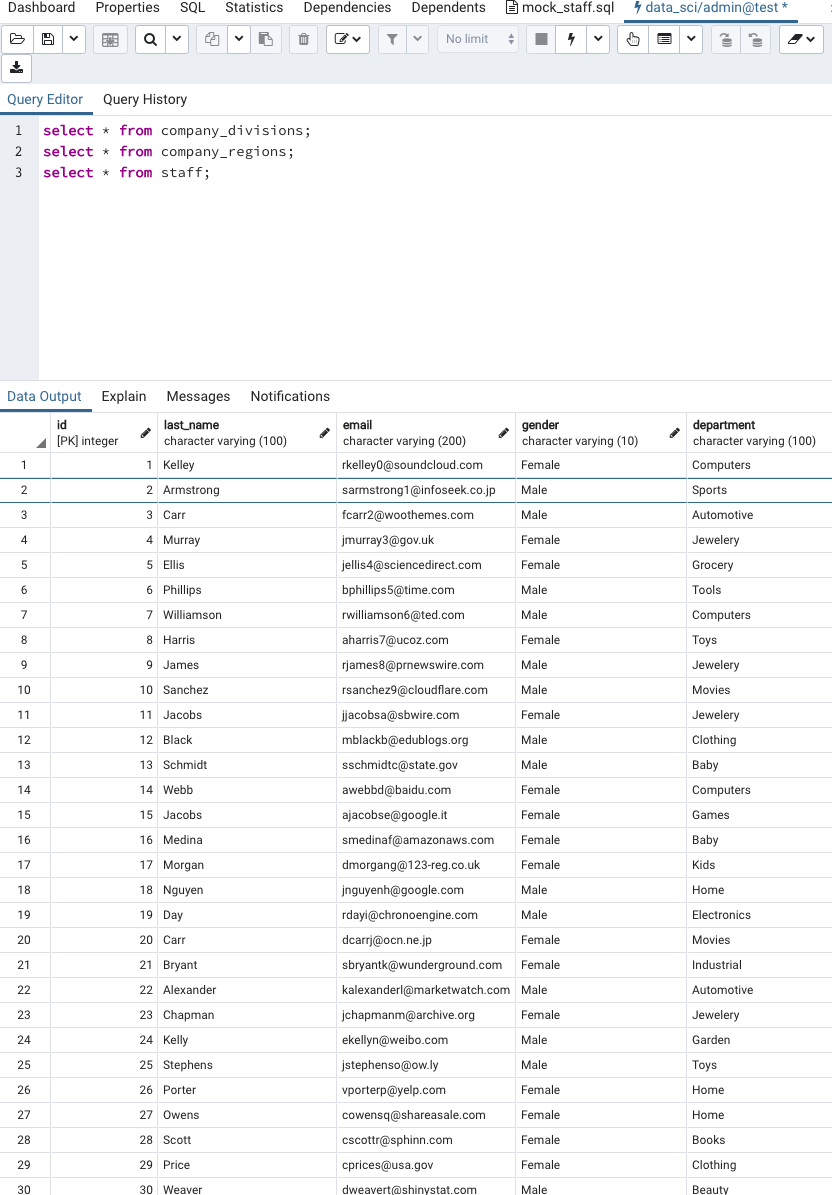 Dashboard Properties SQL Statistics Dependencies Dependents mock_staff.sql data_sci/admin@test *
No limit
Query Editor Query History
1 select * from company_divisions;
2 select * from company_regions;
3 select * from staff;
Data Output Explain Messages Notifications
id last_name email gender department
[PK] integer character varying (100) character varying (200) character varying (10) character varying (100)
1 1 Kelley rkelley0@soundcloud.com Female Computers
2 2 Armstrong sarmstrong1@infoseek.co.jp Male Sports
3 3 Carr fcarr2@woothemes.com Male Automotive
4 4 Murray jmurray3@gov.uk Female Jewelery
5 5 Ellis jellis4@sciencedirect.com Female Grocery
6 6 Phillips bphillips5@time.com Male Tools
7 7 Williamson rwilliamson6@ted.com Male Computers
8 8 Harris aharris7@ucoz.com Female Toys
9 9 James rjames8@prnewswire.com Male Jewelery
10 10 Sanchez rsanchez9@cloudflare.com Male Movies
11 11 Jacobs jjacobsa@sbwire.com Female Jewelery
12 12 Black mblackb@edublogs.org Male Clothing
13 13 Schmidt sschmidtc@state.gov Male Baby
14 14 Webb awebbd@baidu.com Female Computers
15 15 Jacobs ajacobse@google.it Female Games
16 16 Medina smedinaf@amazonaws.com Female Baby
17 17 Morgan dmorgang@123-reg.co.uk Female Kids
18 18 Nguyen jnguyenh@google.com Male Home
19 19 Day rdayi@chronoengine.com Male Electronics
20 20 Carr dcarrj@ocn.ne.jp Female Movies
21 21 Bryant sbryantk@wunderground.com Female Industrial
22 22 Alexander kalexanderl@marketwatch.com Male Automotive
23 23 Chapman jchapmanm@archive.org Female Jewelery
24 24 Kelly ekellyn@weibo.com Male Garden
25 25 Stephens jstephenso@ow.ly Male Toys
26 26 Porter vporterp@yelp.com Female Home
27 27 Owens cowensq@shareasale.com Female Home
28 28 Scott cscottr@sphinn.com Female Books
29 29 Price cprices@usa.gov Female Clothing
30 30 Weaver dweavert@shinystat.com Male Beauty